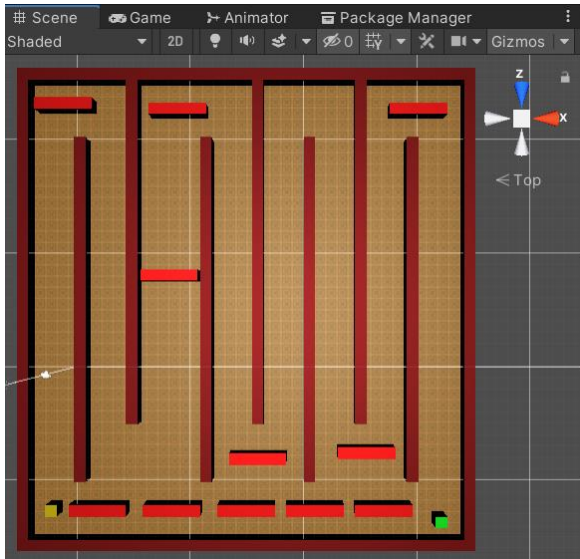 Scene Game Animator Package Manager
Shaded 2D 0 Gizmos
z
x
Top